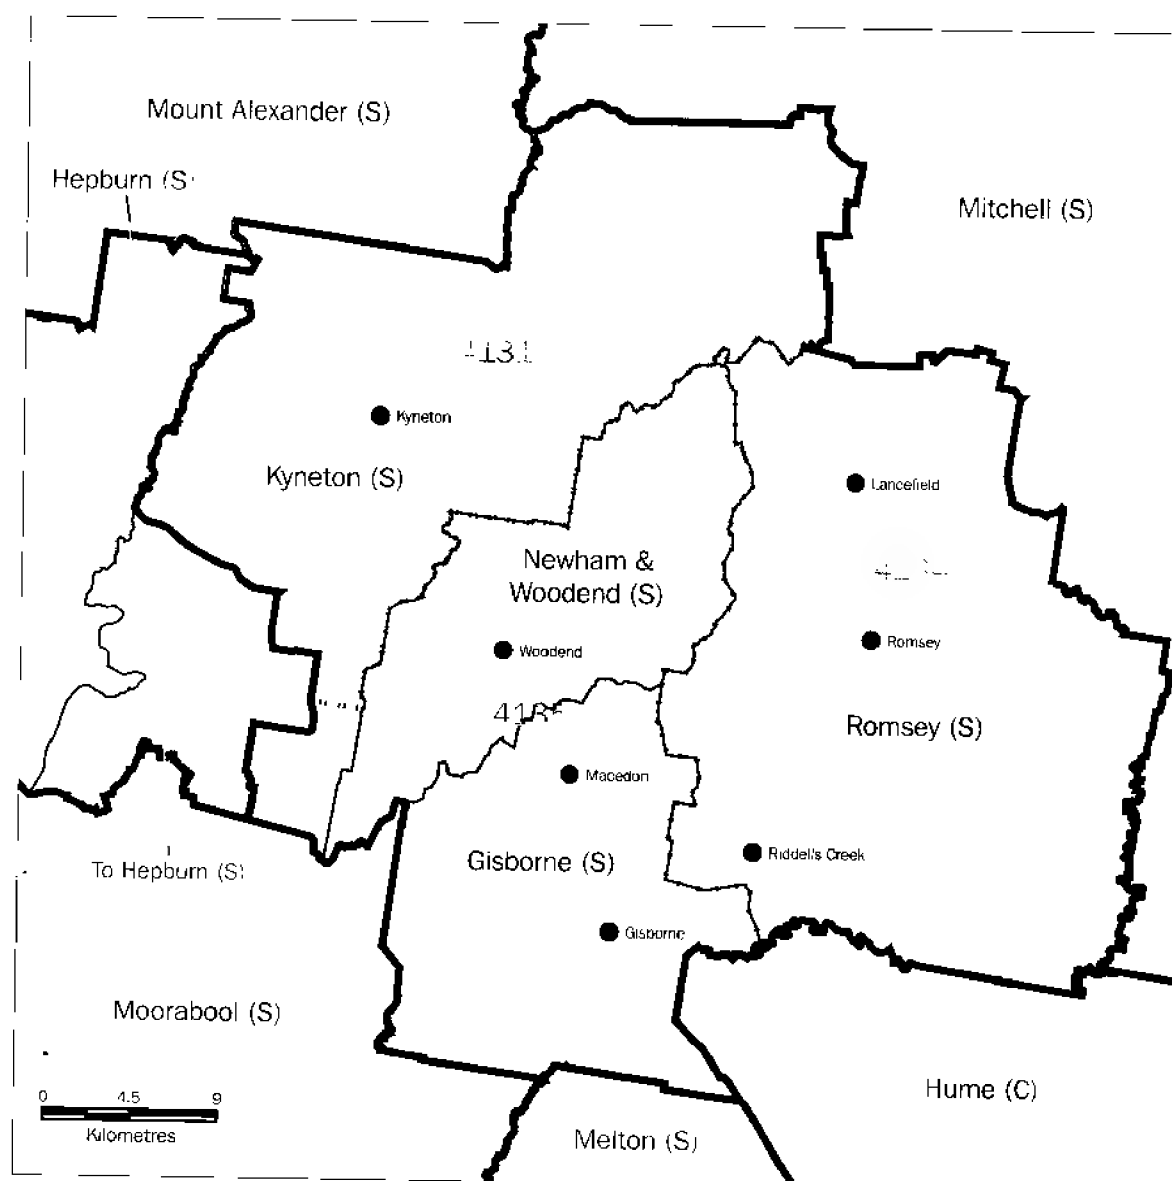 Mount Alexander (S)
Hepburn (S
Mitchell (S)
Kyneton
Kyneton (S)
Lancefield
Newham &
Woodend (S)
Romsey
Woodend
Romsey (S)
Macedon
Riddell's Creek
Gisborne (S)
To Hepburn (S)
Gisborne
Moorabool (S)
Hume (C)
0 4.5 9
Kilometres
Melton (S)